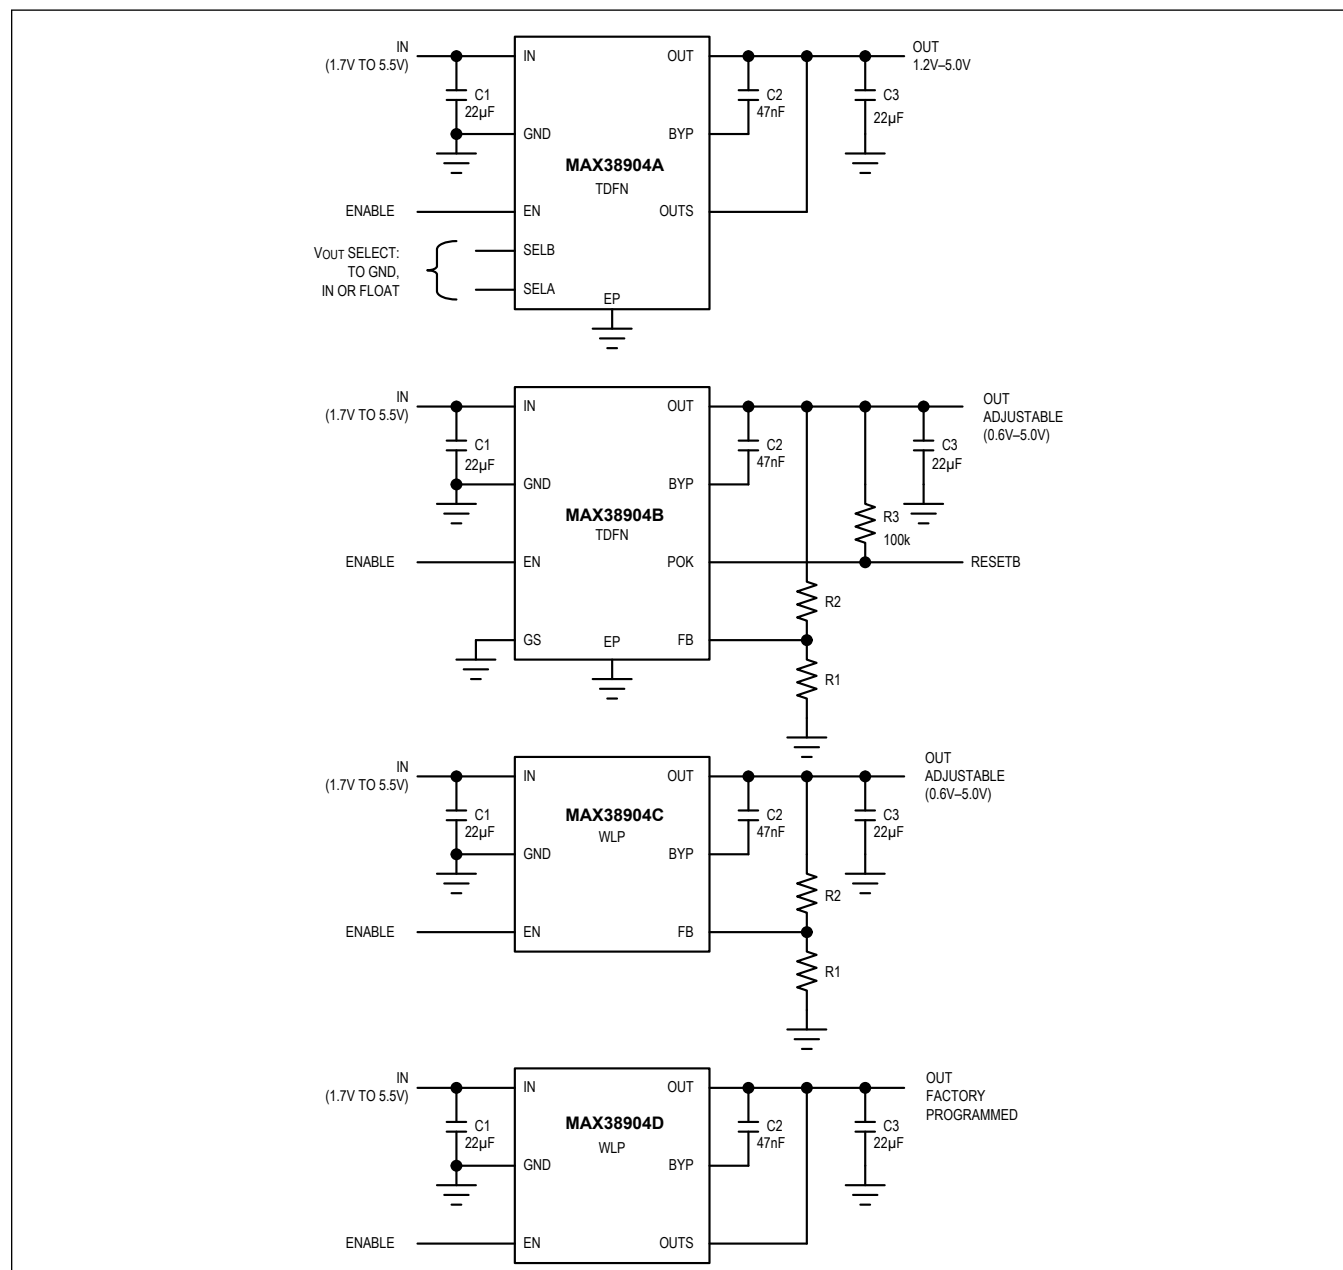 IN
(1.7V TO 5.5V)
C1
22µF
IN
GND
EN
SELB
SELA
MAX38904A
TDFN
EP
OUT
BYP
OUTS
C2
47nF
C3
22µF
OUT
1.2V–5.0V
ENABLE
VOUT SELECT:
TO GND,
IN OR FLOAT
IN
(1.7V TO 5.5V)
C1
22µF
IN
GND
EN
GS
MAX38904B
TDFN
EP
OUT
BYP
POK
FB
C2
47nF
C3
22µF
R3
100k
R2
R1
OUT
ADJUSTABLE
(0.6V–5.0V)
RESETB
ENABLE
IN
(1.7V TO 5.5V)
C1
22µF
IN
GND
EN
MAX38904C
WLP
OUT
BYP
FB
C2
47nF
C3
22µF
R2
R1
OUT
ADJUSTABLE
(0.6V–5.0V)
ENABLE
IN
(1.7V TO 5.5V)
C1
22µF
IN
GND
EN
MAX38904D
WLP
OUT
BYP
OUTS
C2
47nF
C3
22µF
OUT
FACTORY
PROGRAMMED
ENABLE